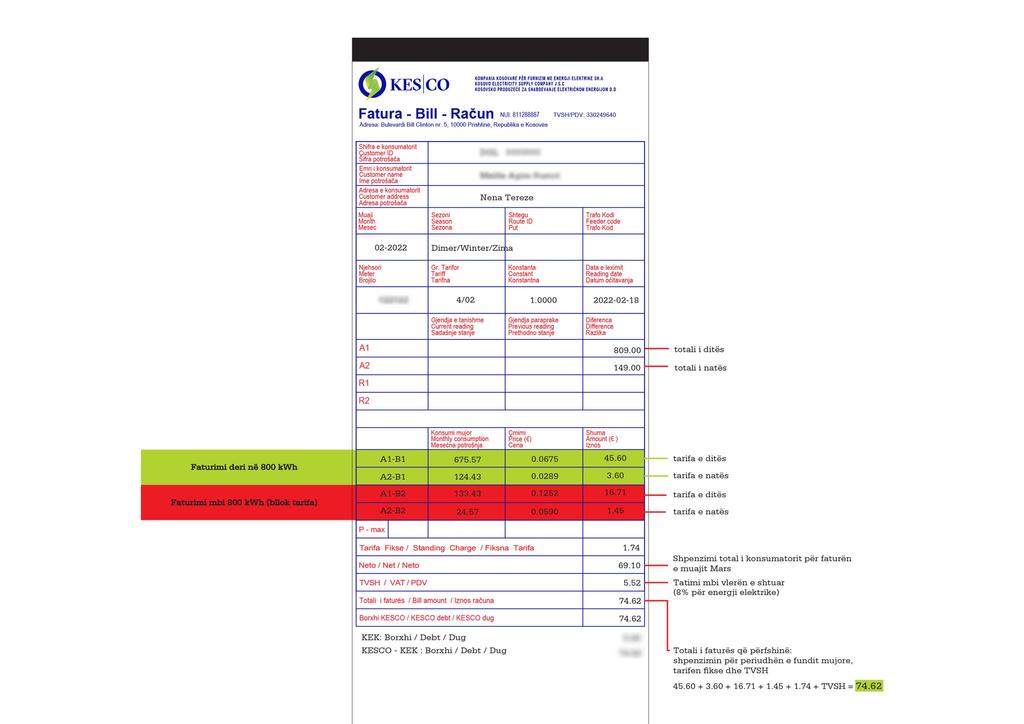 KES|CO
KOMPANIA KOSOVARE PËR FURNIZIM ME ENERGJI ELEKTRIKE SH.A
KOSOVO ELECTRICITY SUPPLY COMPANY J.S.C
KOSOVSKO PRODUZEĆE ZA SNABDEVANJE ELEKTRIČNOM ENERGIJOM D.D
Fatura - Bill - Račun NUI: 811288887 TVSH/PDV: 330249640
Adresa: Bulevardi Bill Clinton nr. 5, 10000 Prishtinë, Republika e Kosovës
Shifra e konsumatorit
Customer ID
Šifra potrošača
Emri i konsumatorit
Customer name
Ime potrošača
Adresa e konsumatorit
Customer address
Adresa potrošača
Nena Tereze
Muaji
Month
Mesec
Sezoni
Season
Sezona
Shtegu
Route ID
Put
Trafo Kodi
Feeder code
Trafo Kod
02-2022 Dimer/Winter/Zima
Njehsori
Meter
Brojilo
Gr. Tarifor
Tariff
Tarifna
Konstanta
Constant
Konstantna
Data e leximit
Reading date
Datum očitavanja
4/02 1.0000 2022-02-18
Gjendja e tanishme
Current reading
Sadašnje stanje
Gjendja paraprake
Previous reading
Prethodno stanje
Diferenca
Difference
Razlika
A1 809.00 totali i ditës
A2 149.00 totali i natës
R1
R2
Konsumi mujor
Monthly consumption
Mesečna potrošnja
Cmimi
Price (€)
Cena
Shuma
Amount (€ )
Iznos
Faturimi deri në 800 kWh
A1-B1 675.57 0.0675 45.60 tarifa e ditës
A2-B1 124.43 0.0289 3.60 tarifa e natës
Faturimi mbi 800 kWh (bllok tarifa)
A1-B2 133.43 0.1252 16.71 tarifa e ditës
A2-B2 24.57 0.0590 1.45 tarifa e natës
P - max
Tarifa Fikse / Standing Charge / Fiksna Tarifa 1.74
Neto / Net / Neto 69.10
Shpenzimi total i konsumatorit për faturën
e muajit Mars
TVSH / VAT / PDV 5.52
Tatimi mbi vlerën e shtuar
(8% për energji elektrike)
Totali i faturës / Bill amount / Iznos računa 74.62
Borxhi KESCO / KESCO debt / KESCO dug 74.62
KEK: Borxhi / Debt / Dug
KESCO - KEK : Borxhi / Debt / Dug
Totali i faturës që përfshinë:
shpenzimin për periudhën e fundit mujore,
tarifen fikse dhe TVSH
45.60 + 3.60 + 16.71 + 1.45 + 1.74 + TVSH = 74.62